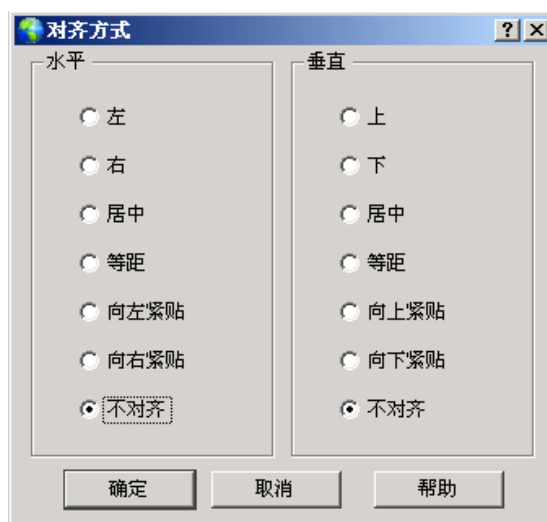 对齐方式
水平
左
右
居中
等距
向左紧贴
向右紧贴
不对齐
垂直
上
下
居中
等距
向上紧贴
向下紧贴
不对齐
确定
取消
帮助